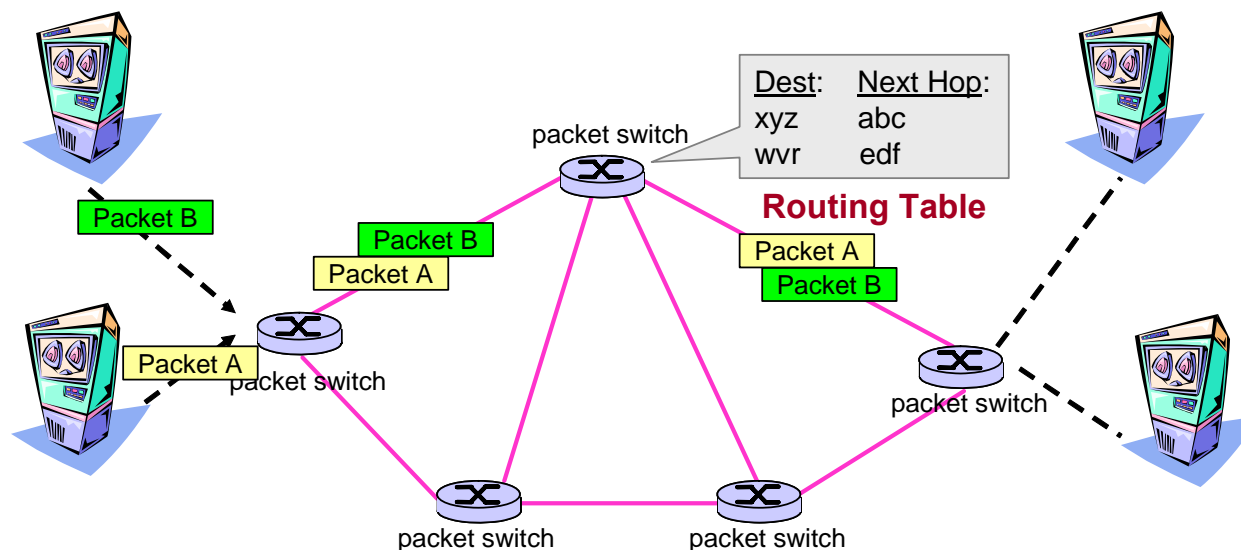 Dest: Next Hop:
xyz abc
wvr edf
packet switch
Routing Table
Packet B
Packet B
Packet A
Packet A
Packet B
Packet A
packet switch
packet switch
packet switch
packet switch